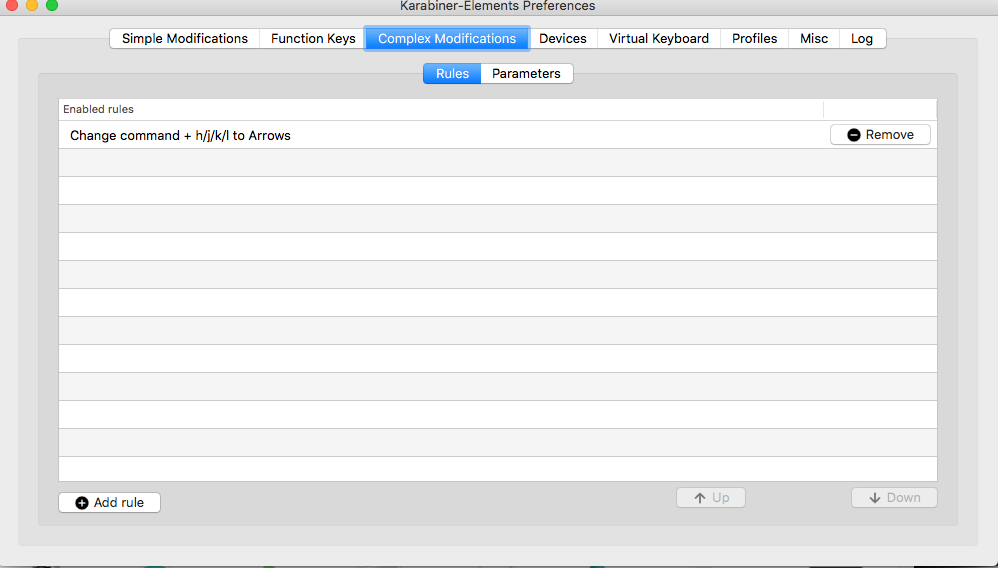 Karabiner-Elements Preferences
Simple Modifications Function Keys Complex Modifications Devices Virtual Keyboard Profiles Misc Log
Rules Parameters
Enabled rules
Change command + h/j/k/l to Arrows Remove
Add rule Up Down